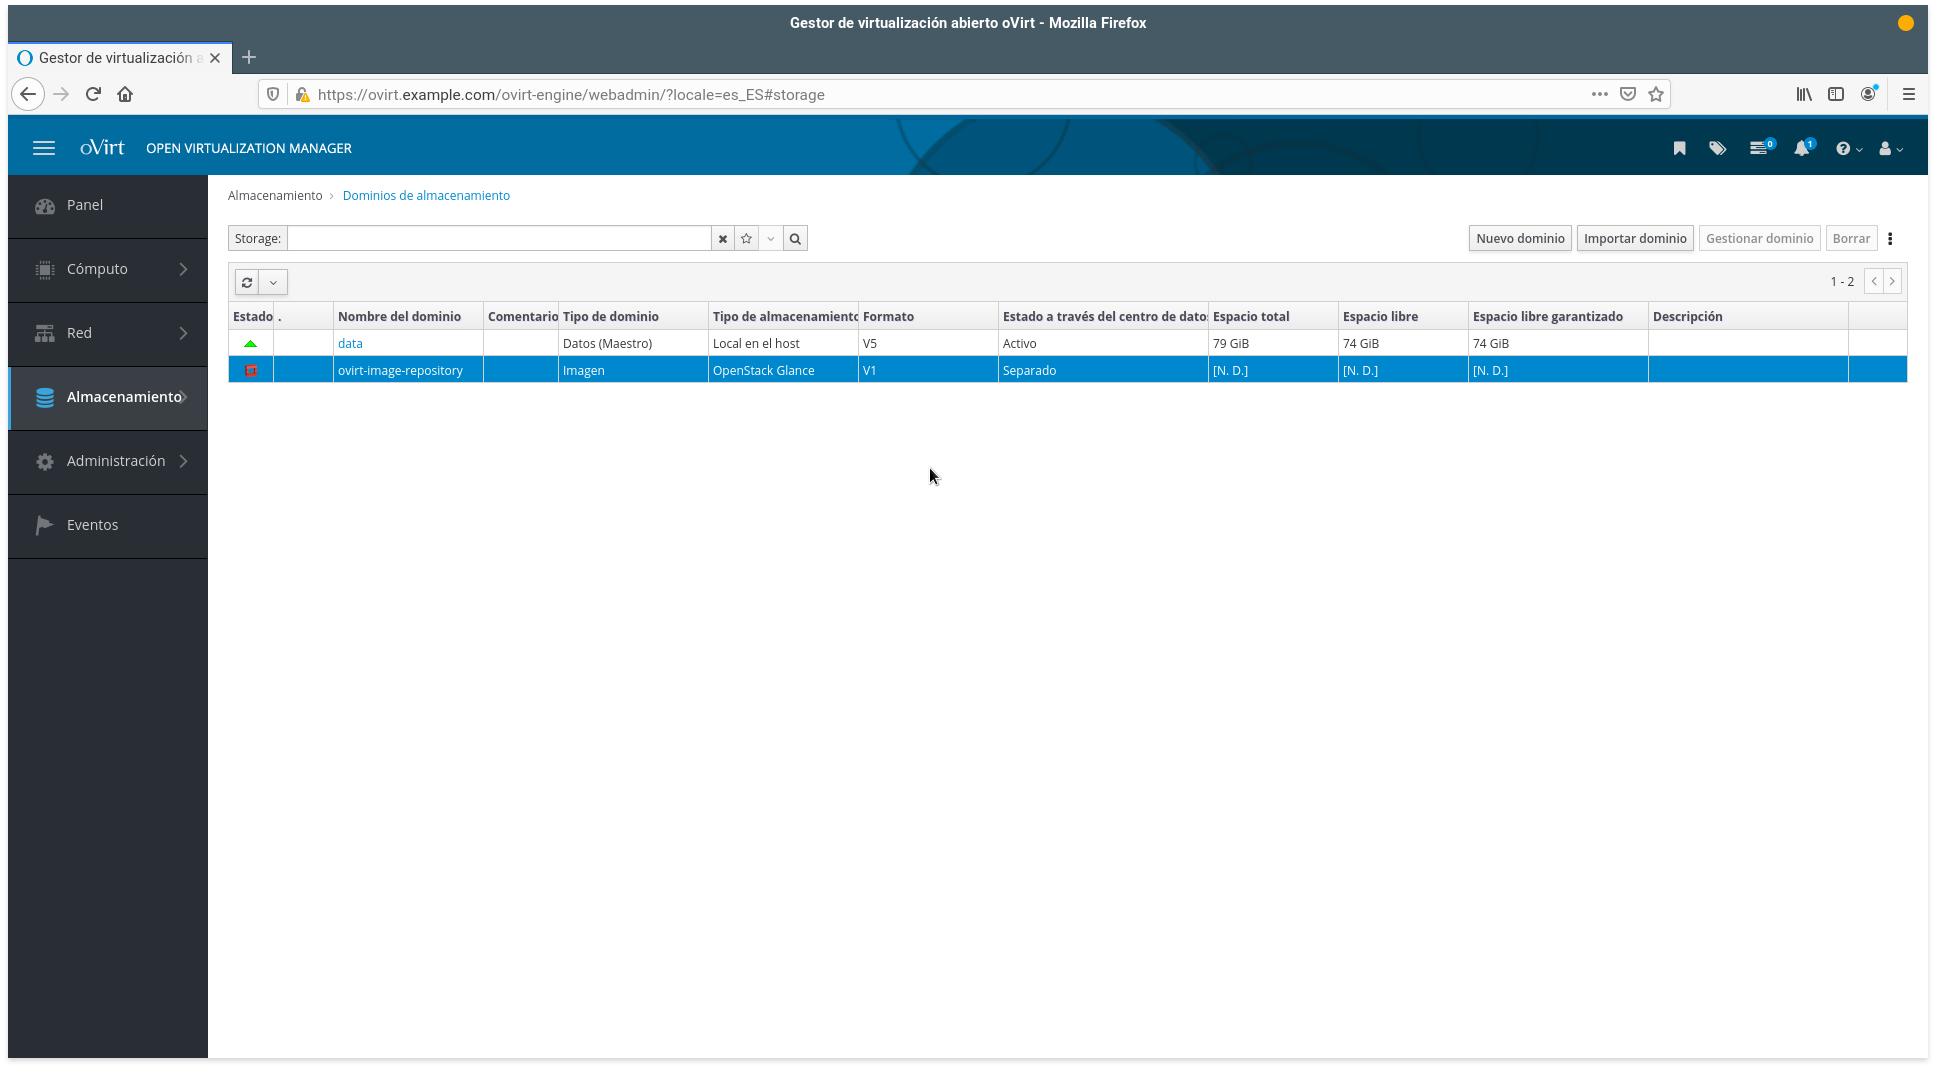 Gestor de virtualización abierto oVirt - Mozilla Firefox
Gestor de virtualización a
https://ovirt.example.com/ovirt-engine/webadmin/?locale=es_ES#storage
oVirt OPEN VIRTUALIZATION MANAGER 0 1
Panel
Cómputo
Red
Almacenamiento
Administración
Eventos
Almacenamiento › Dominios de almacenamiento
Storage: Nuevo dominio Importar dominio Gestionar dominio Borrar
1 - 2
Estado . Nombre del dominio Comentario Tipo de dominio Tipo de almacenamiento Formato Estado a través del centro de datos Espacio total Espacio libre Espacio libre garantizado Descripción
data Datos (Maestro) Local en el host V5 Activo 79 GiB 74 GiB 74 GiB
ovirt-image-repository Imagen OpenStack Glance V1 Separado [N. D.] [N. D.] [N. D.]